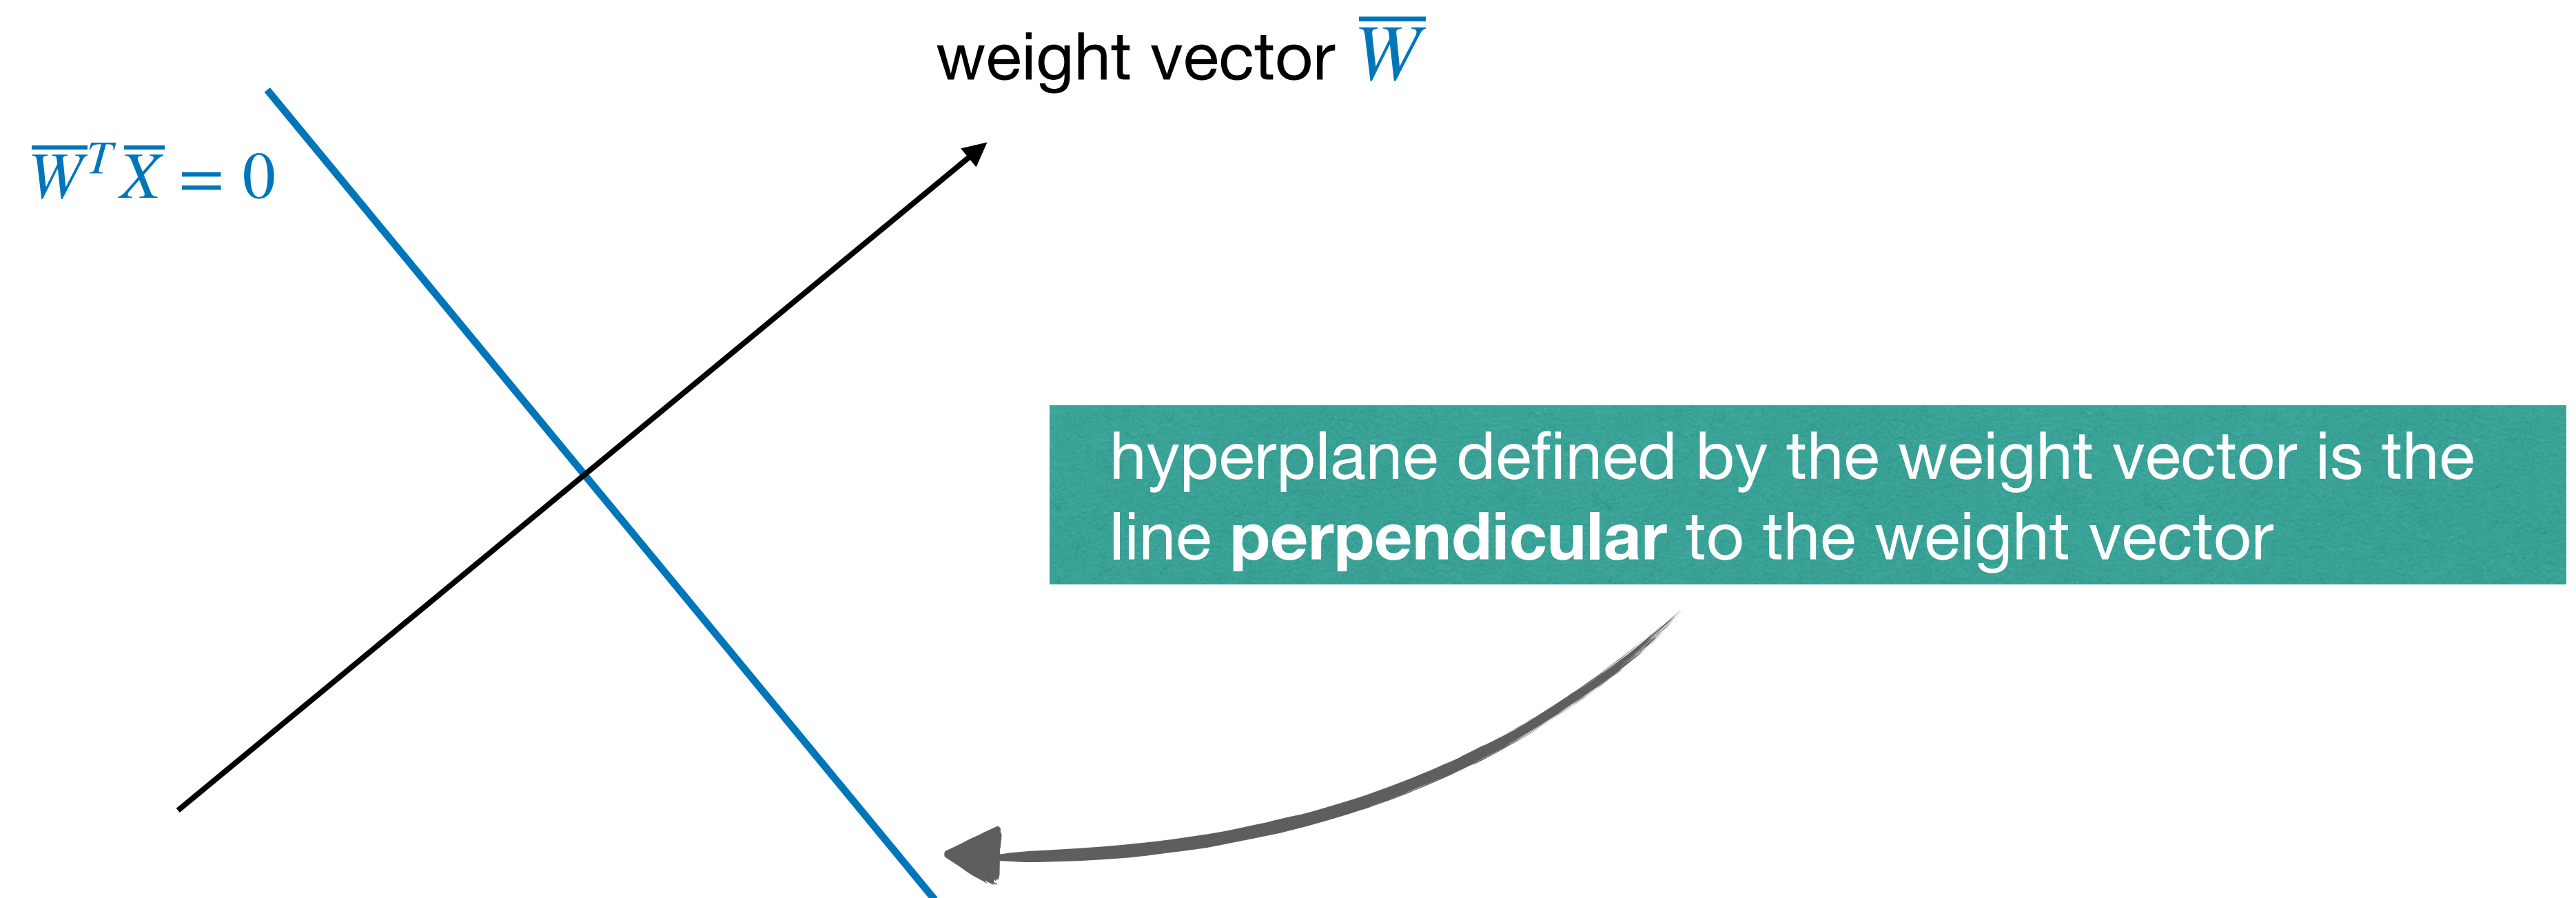 weight vector W̅
W̅ᵀX̅ = 0
hyperplane defined by the weight vector is the
line perpendicular to the weight vector